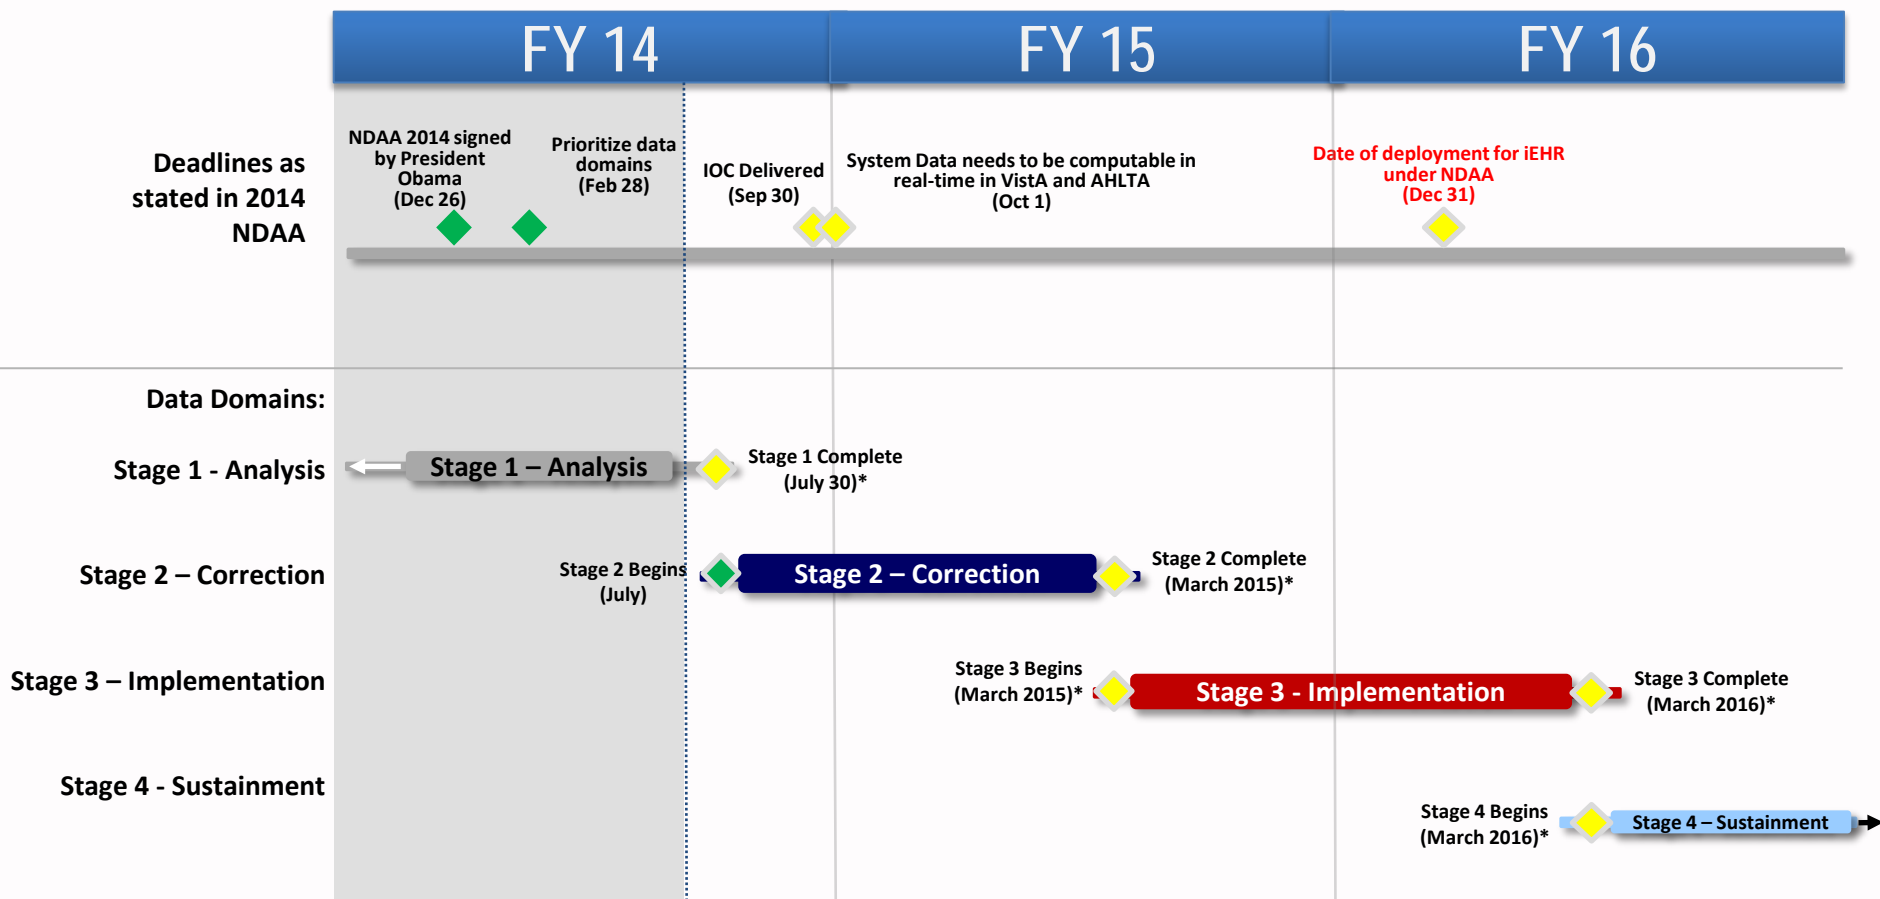 FY 14
FY 15
FY 16
Deadlines as
stated in 2014
NDAA
NDAA 2014 signed
by President
Obama
(Dec 26)
Prioritize data
domains
(Feb 28)
IOC Delivered
(Sep 30)
System Data needs to be computable in
real-time in VistA and AHLTA
(Oct 1)
Date of deployment for iEHR
under NDAA
(Dec 31)
Data Domains:
Stage 1 - Analysis
Stage 1 – Analysis
Stage 1 Complete
(July 30)*
Stage 2 – Correction
Stage 2 Begins
(July)
Stage 2 – Correction
Stage 2 Complete
(March 2015)*
Stage 3 – Implementation
Stage 3 Begins
(March 2015)*
Stage 3 - Implementation
Stage 3 Complete
(March 2016)*
Stage 4 - Sustainment
Stage 4 Begins
(March 2016)*
Stage 4 – Sustainment